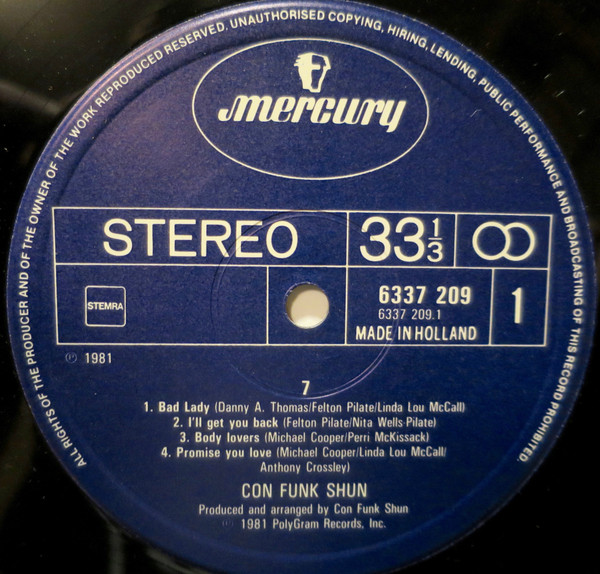 ALL RIGHTS OF THE PRODUCER AND OF THE OWNER OF THE WORK REPRODUCED RESERVED. UNAUTHORISED COPYING, HIRING, LENDING, PUBLIC PERFORMANCE AND BROADCASTING OF THIS RECORD PROHIBITED.
mercury
STEREO 33 1/3
STEMRA
6337 209 1
6337 209.1
MADE IN HOLLAND
℗ 1981
7
1. Bad Lady (Danny A. Thomas/Felton Pilate/Linda Lou McCall)
2. I'll get you back (Felton Pilate/Nita Wells-Pilate)
3. Body lovers (Michael Cooper/Perri McKissack)
4. Promise you love (Michael Cooper/Linda Lou McCall/
Anthony Crossley)
CON FUNK SHUN
Produced and arranged by Con Funk Shun
℗ 1981 PolyGram Records, Inc.